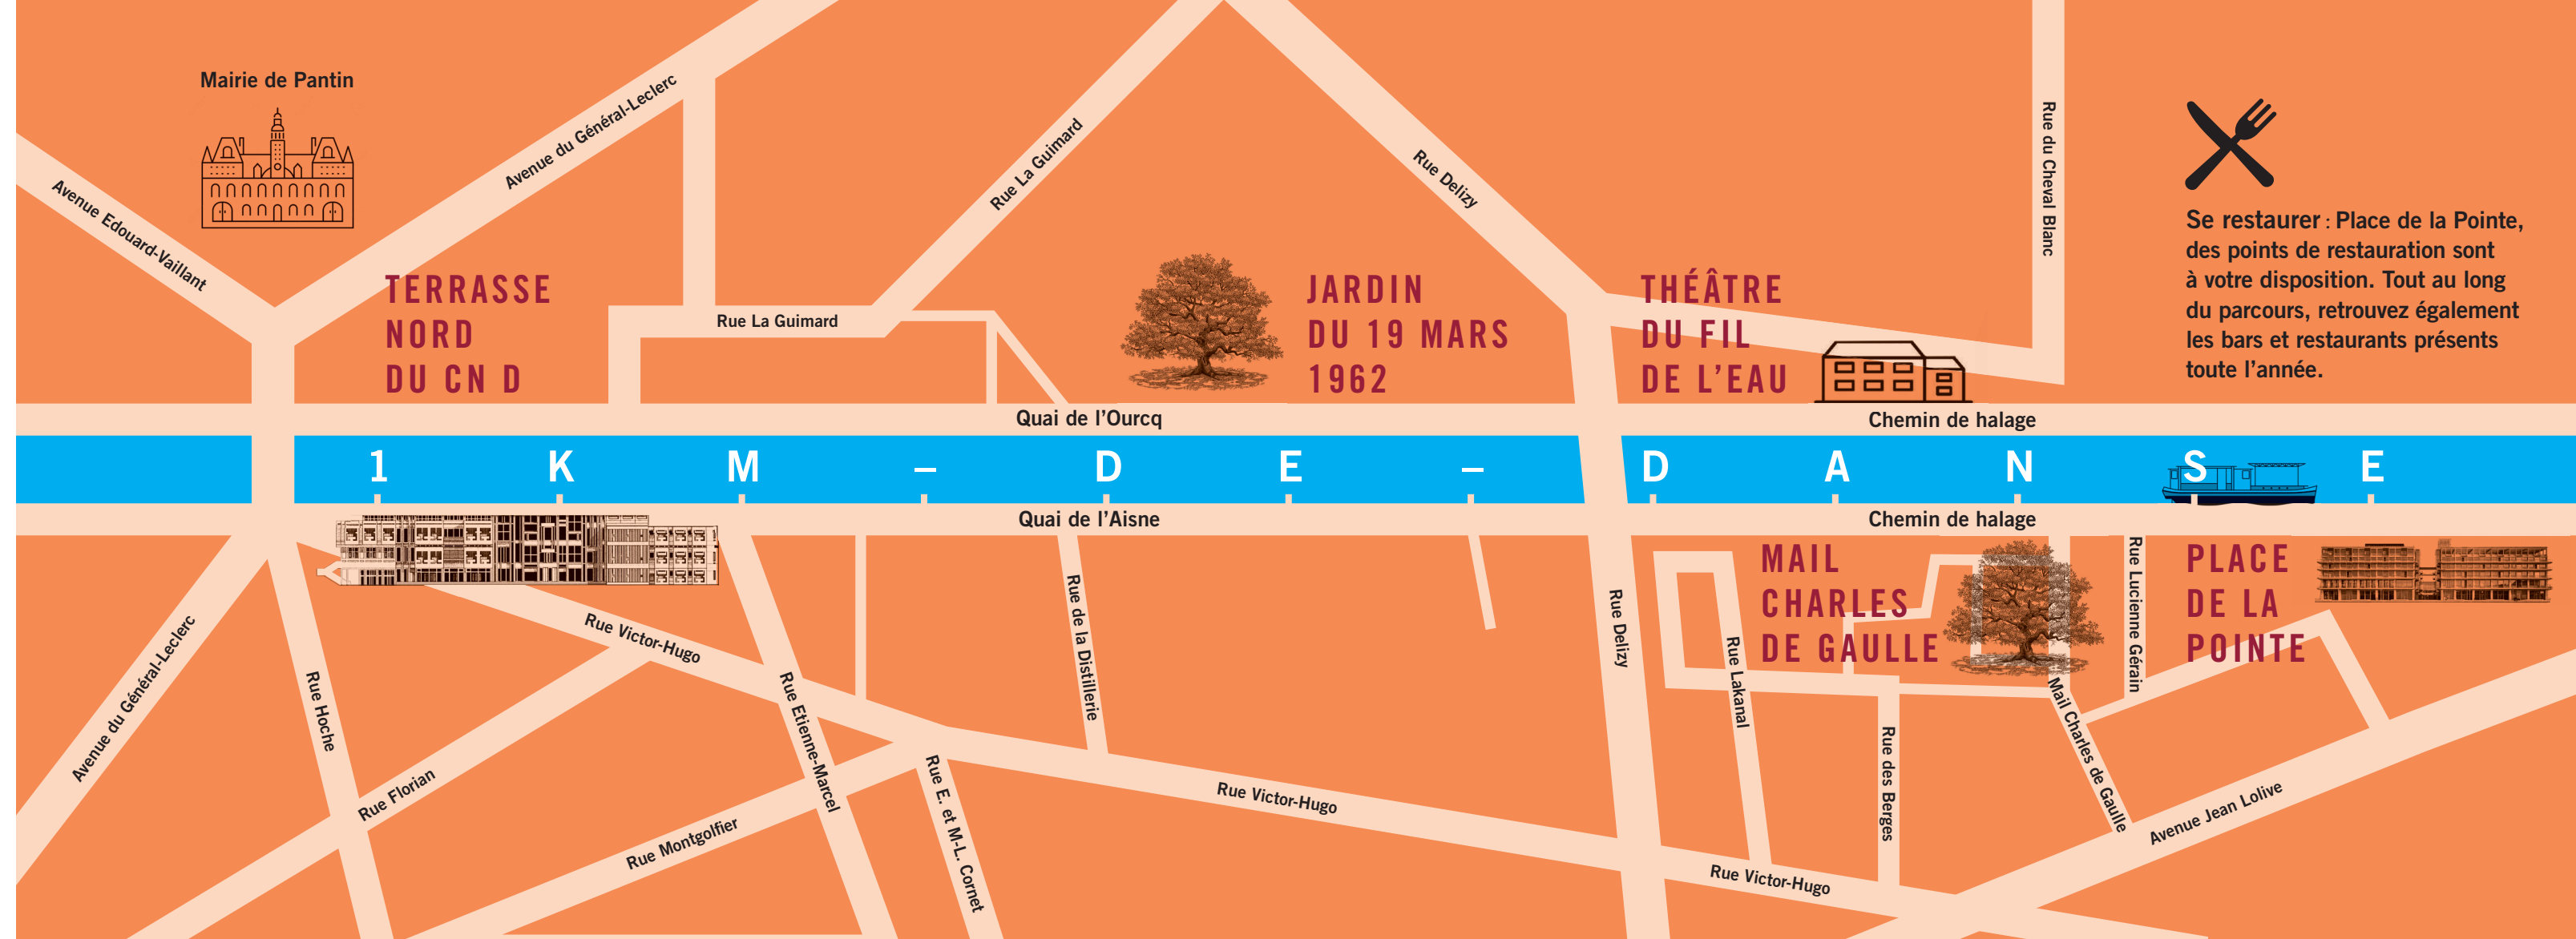 Mairie de Pantin
Avenue Edouard-Vaillant
Avenue du Général-Leclerc
Rue La Guimard
Rue Delizy
Rue du Cheval Blanc
Se restaurer : Place de la Pointe,
des points de restauration sont
à votre disposition. Tout au long
du parcours, retrouvez également
les bars et restaurants présents
toute l’année.
TERRASSE
NORD
DU CN D
Rue La Guimard
JARDIN
DU 19 MARS
1962
THÉÂTRE
DU FIL
DE L’EAU
Quai de l’Ourcq
Chemin de halage
1 K M – D E – D A N S E
Quai de l’Aisne
Chemin de halage
MAIL
CHARLES
DE GAULLE
PLACE
DE LA
POINTE
Rue Lucienne Gérain
Rue de la Distillerie
Rue Delizy
Rue Victor-Hugo
Avenue du Général-Leclerc
Rue Hoche
Rue Etienne-Marcel
Rue Lakanal
Mail Charles de Gaulle
Rue Florian
Rue Montgolfier
Rue E. et M-L. Cornet
Rue Victor-Hugo
Rue des Berges
Avenue Jean Lolive
Rue Victor-Hugo